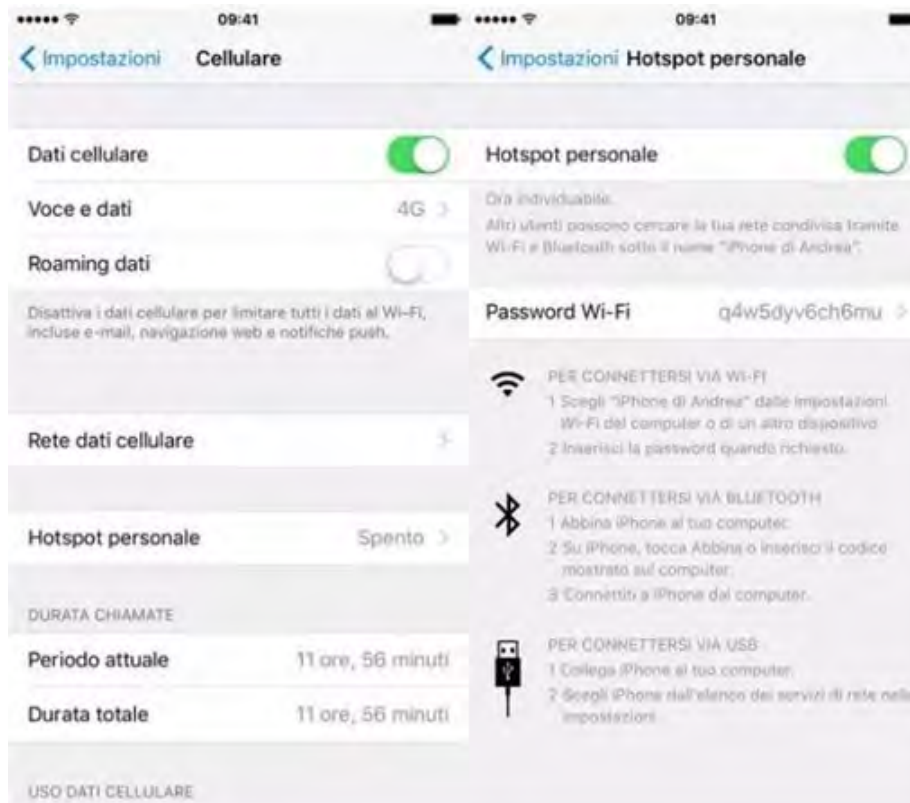 09:41
Impostazioni
Cellulare
Dati cellulare
Voce e dati
4G
Roaming dati
Disattiva i dati cellulare per limitare tutti i dati al Wi-Fi,
incluse e-mail, navigazione web e notifiche push.
Rete dati cellulare
Hotspot personale
Spento
DURATA CHIAMATE
Periodo attuale
11 ore, 56 minuti
Durata totale
11 ore, 56 minuti
USO DATI CELLULARE
09:41
Impostazioni
Hotspot personale
Hotspot personale
Ora individuabile.
Altri utenti possono cercare la tua rete condivisa tramite
Wi-Fi e Bluetooth sotto il nome "iPhone di Andrea".
Password Wi-Fi
q4w5dyv6ch6mu
PER CONNETTERSI VIA WI-FI
1 Scegli "iPhone di Andrea" dalle impostazioni
Wi-Fi del computer o di un altro dispositivo
2 Inserisci la password quando richiesto.
PER CONNETTERSI VIA BLUETOOTH
1 Abbina iPhone al tuo computer.
2 Su iPhone, tocca Abbina o inserisci il codice
mostrato sul computer.
3 Connettiti a iPhone dal computer.
PER CONNETTERSI VIA USB
1 Collega iPhone al tuo computer.
2 Scegli iPhone dall'elenco dei servizi di rete nelle
impostazioni.